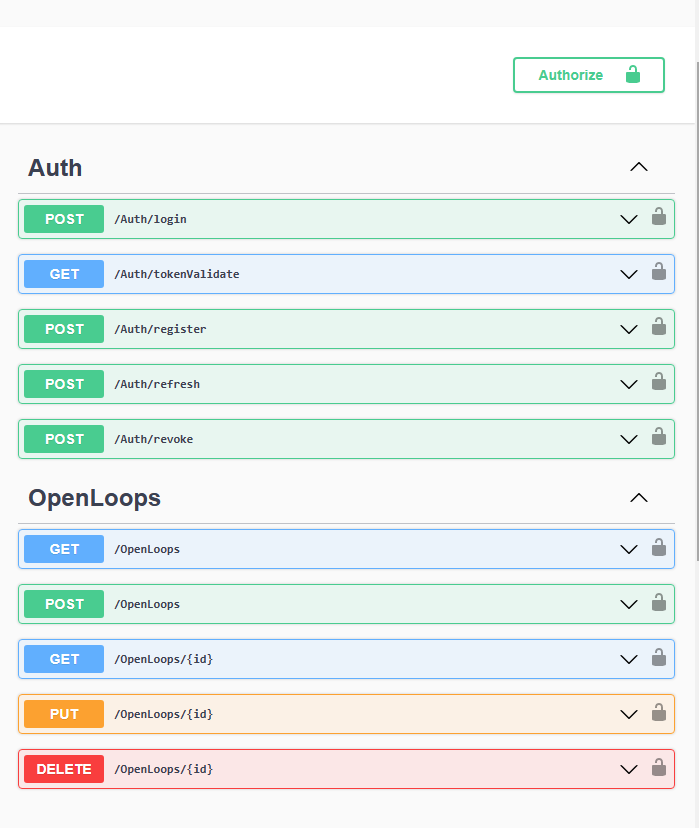 Authorize
Auth
POST /Auth/login
GET /Auth/tokenValidate
POST /Auth/register
POST /Auth/refresh
POST /Auth/revoke
OpenLoops
GET /OpenLoops
POST /OpenLoops
GET /OpenLoops/{id}
PUT /OpenLoops/{id}
DELETE /OpenLoops/{id}